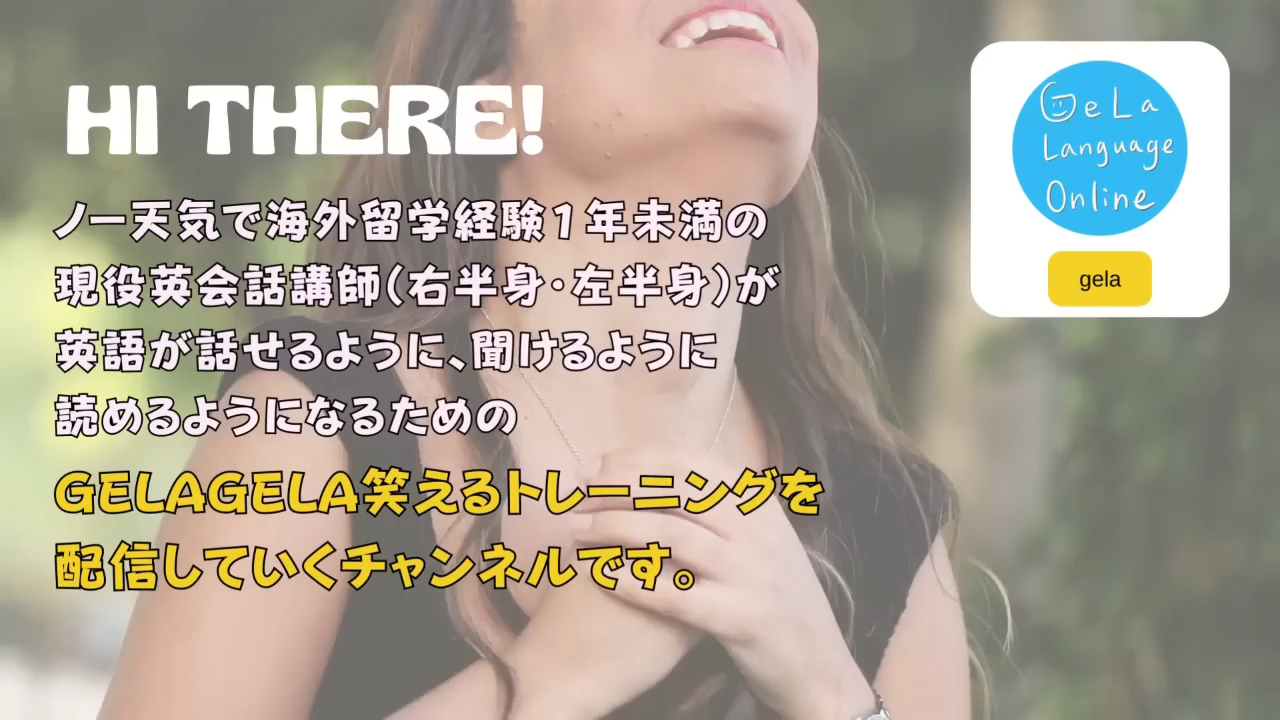 HI THERE!
ノー天気で海外留学経験1年未満の
現役英会話講師(右半身・左半身)が
英語が話せるように、聞けるように
読めるようになるための
GELAGELA笑えるトレーニングを
配信していくチャンネルです。
GeLa
Language
Online
gela